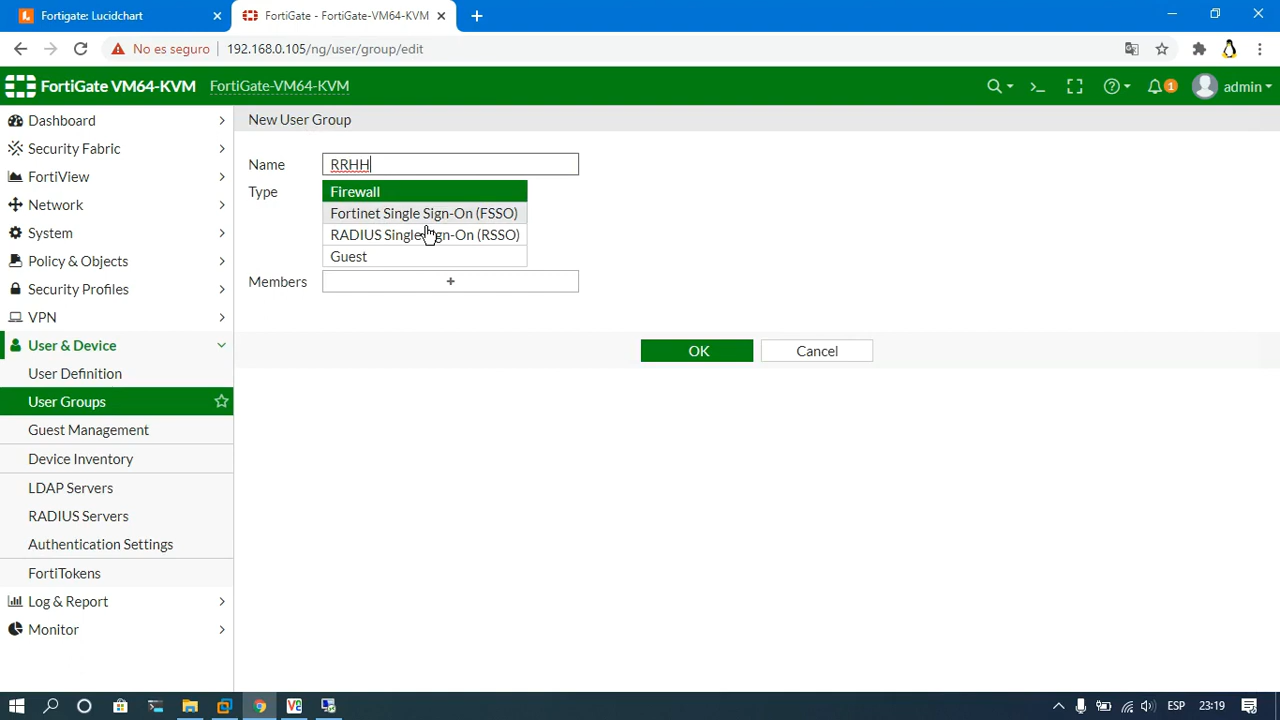 Fortigate: Lucidchart
FortiGate - FortiGate-VM64-KVM
No es seguro
192.168.0.105/ng/user/group/edit
FortiGate VM64-KVM
FortiGate-VM64-KVM
1
admin
Dashboard
Security Fabric
FortiView
Network
System
Policy & Objects
Security Profiles
VPN
User & Device
User Definition
User Groups
Guest Management
Device Inventory
LDAP Servers
RADIUS Servers
Authentication Settings
FortiTokens
Log & Report
Monitor
New User Group
Name
RRHH
Type
Firewall
Fortinet Single Sign-On (FSSO)
RADIUS Single Sign-On (RSSO)
Guest
Members
+
OK
Cancel
ESP
23:19